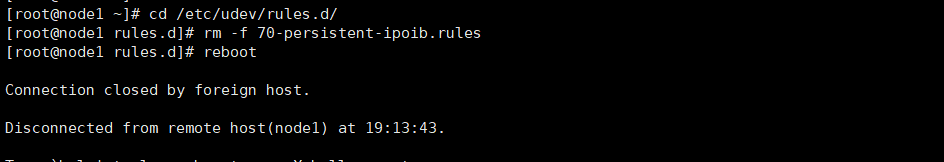 [root@node1 ~]# cd /etc/udev/rules.d/
[root@node1 rules.d]# rm -f 70-persistent-ipoib.rules
[root@node1 rules.d]# reboot
Connection closed by foreign host.
Disconnected from remote host(node1) at 19:13:43.